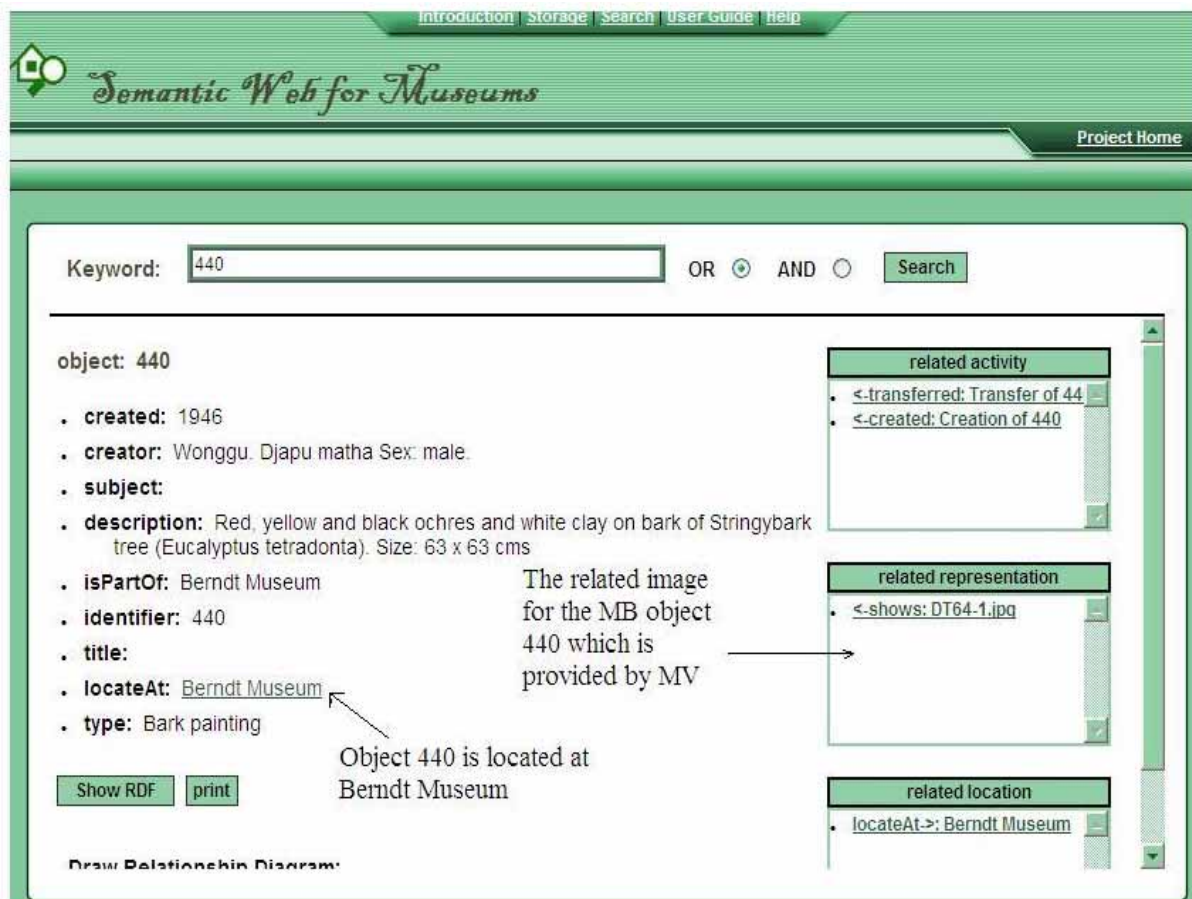 Introduction | Storage | Search | User Guide | Help
Semantic Web for Museums
Project Home
Keyword: 440 OR AND Search
object: 440
created: 1946
creator: Wonggu. Djapu matha Sex: male.
subject:
description: Red, yellow and black ochres and white clay on bark of Stringybark
tree (Eucalyptus tetradonta). Size: 63 x 63 cms
isPartOf: Berndt Museum
identifier: 440
title:
locateAt: Berndt Museum
type: Bark painting
Show RDF print
Draw Relationship Diagram:
The related image
for the MB object
440 which is
provided by MV
Object 440 is located at
Berndt Museum
related activity
<-transferred: Transfer of 44
<-created: Creation of 440
related representation
<-shows: DT64-1.jpg
related location
locateAt->: Berndt Museum